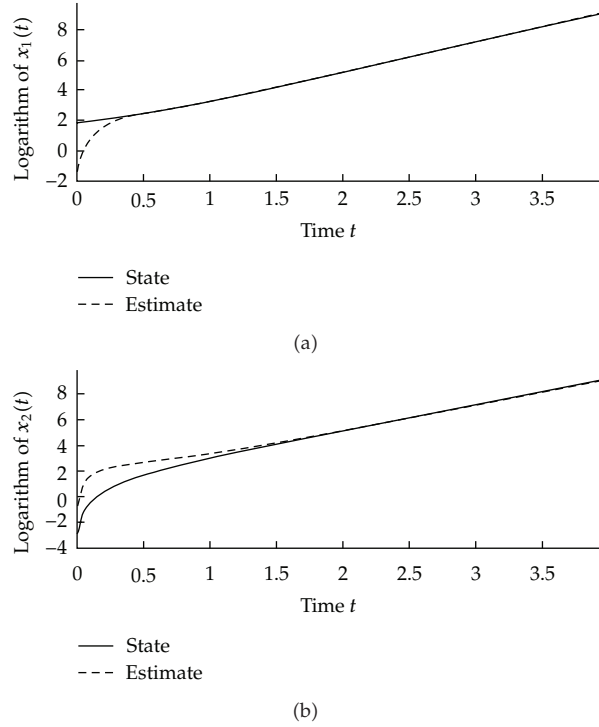 Logarithm of x1(t)
8
6
4
2
0
−2
0 0.5 1 1.5 2 2.5 3 3.5
Time t
State
Estimate
(a)
Logarithm of x2(t)
8
6
4
2
0
−2
−4
0 0.5 1 1.5 2 2.5 3 3.5
Time t
State
Estimate
(b)